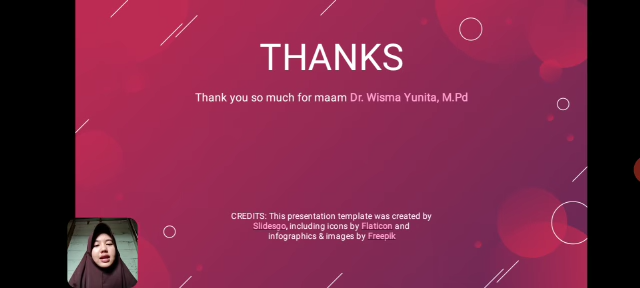 THANKS
Thank you so much for maam Dr. Wisma Yunita, M.Pd
CREDITS: This presentation template was created by
Slidesgo, including icons by Flaticon and
infographics & images by Freepik